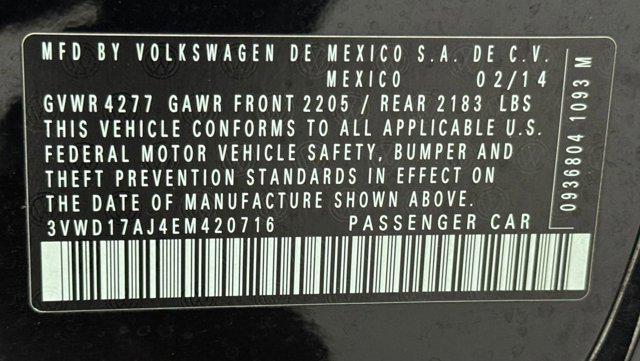 MFD BY VOLKSWAGEN DE MEXICO S.A. DE C.V.
MEXICO 02/14
GVWR 4277 GAWR FRONT 2205 / REAR 2183 LBS
THIS VEHICLE CONFORMS TO ALL APPLICABLE U.S.
FEDERAL MOTOR VEHICLE SAFETY, BUMPER AND
THEFT PREVENTION STANDARDS IN EFFECT ON
THE DATE OF MANUFACTURE SHOWN ABOVE.
3VWD17AJ4EM420716 PASSENGER CAR
0936804 1093 M